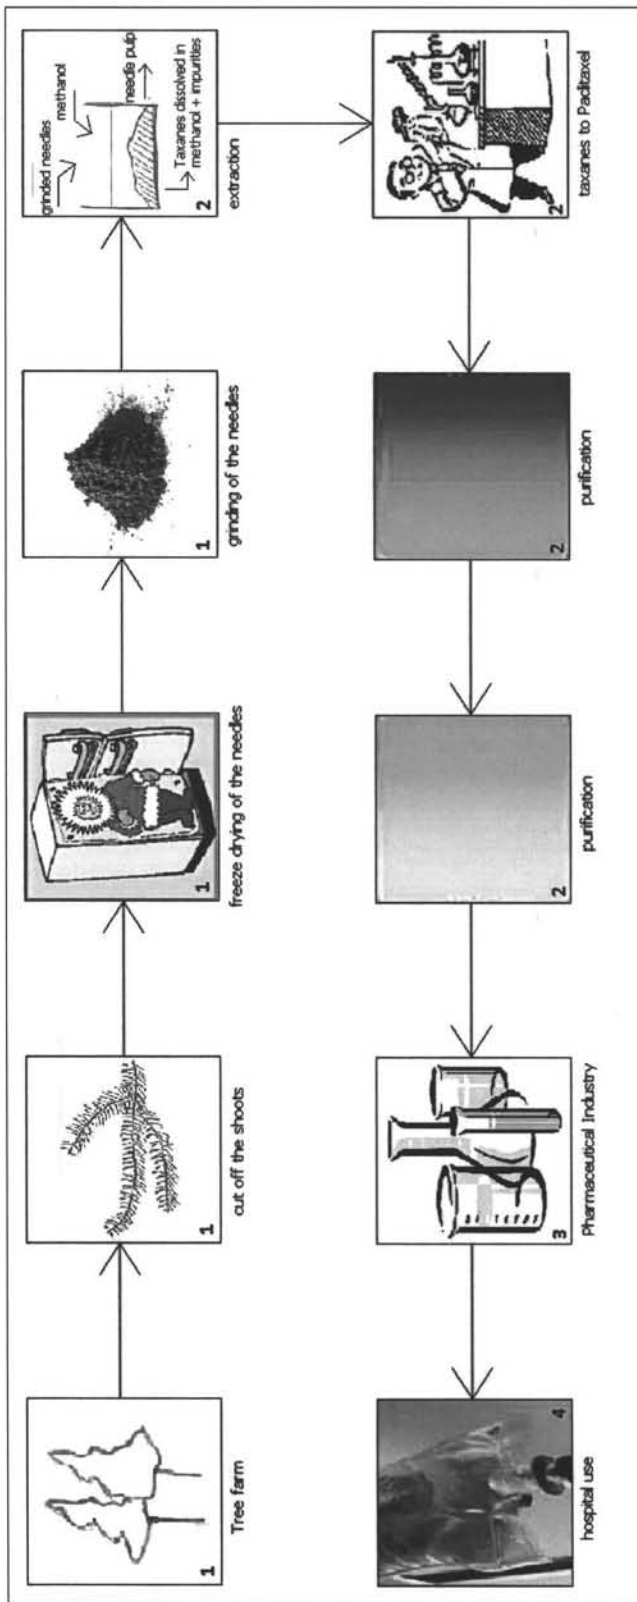 1
Tree farm
1
cut off the shoots
1
freeze drying of the needles
1
grinding of the needles
grinded needles
methanol
needle pulp
Taxanes dissolved in
methanol + impurities
2
extraction
2
taxanes to Paclitaxel
2
purification
2
purification
3
Pharmaceutical Industry
4
hospital use